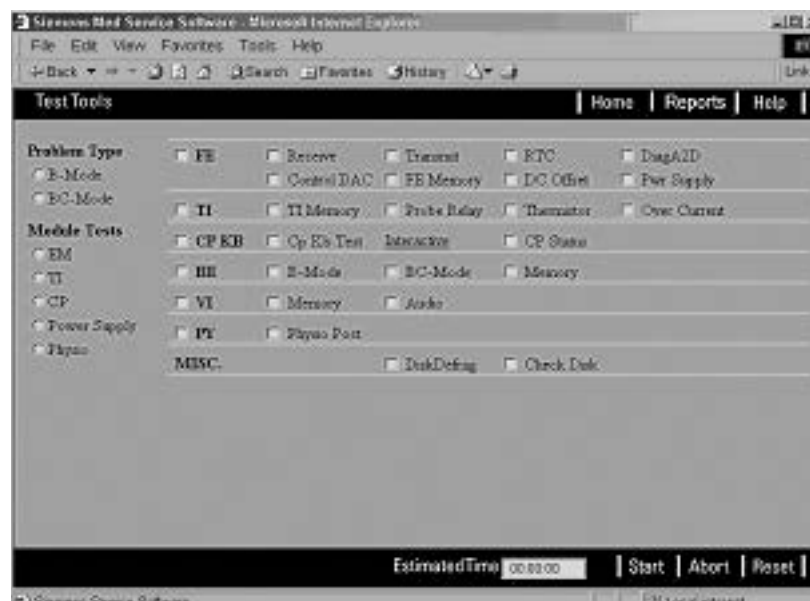 Siemens Med Service Software - Microsoft Internet Explorer
File Edit View Favorites Tools Help
Back Search Favorites History Link
Test Tools Home Reports Help
Problem Type
B-Mode
BC-Mode
Module Tests
EM
TI
CP
Power Supply
Physio
FE Receive Transmit RTC DiagA2D
Control DAC FE Memory DC Offset Pwr Supply
TI TI Memory Probe Relay Thermistor Over Current
CP KB Cp Kb Test Interactive CP Status
BE B-Mode BC-Mode Memory
VI Memory Audio
PY Physio Port
MISC. DiskDefrag Check Disk
Estimated Time 00:00:00 Start Abort Reset